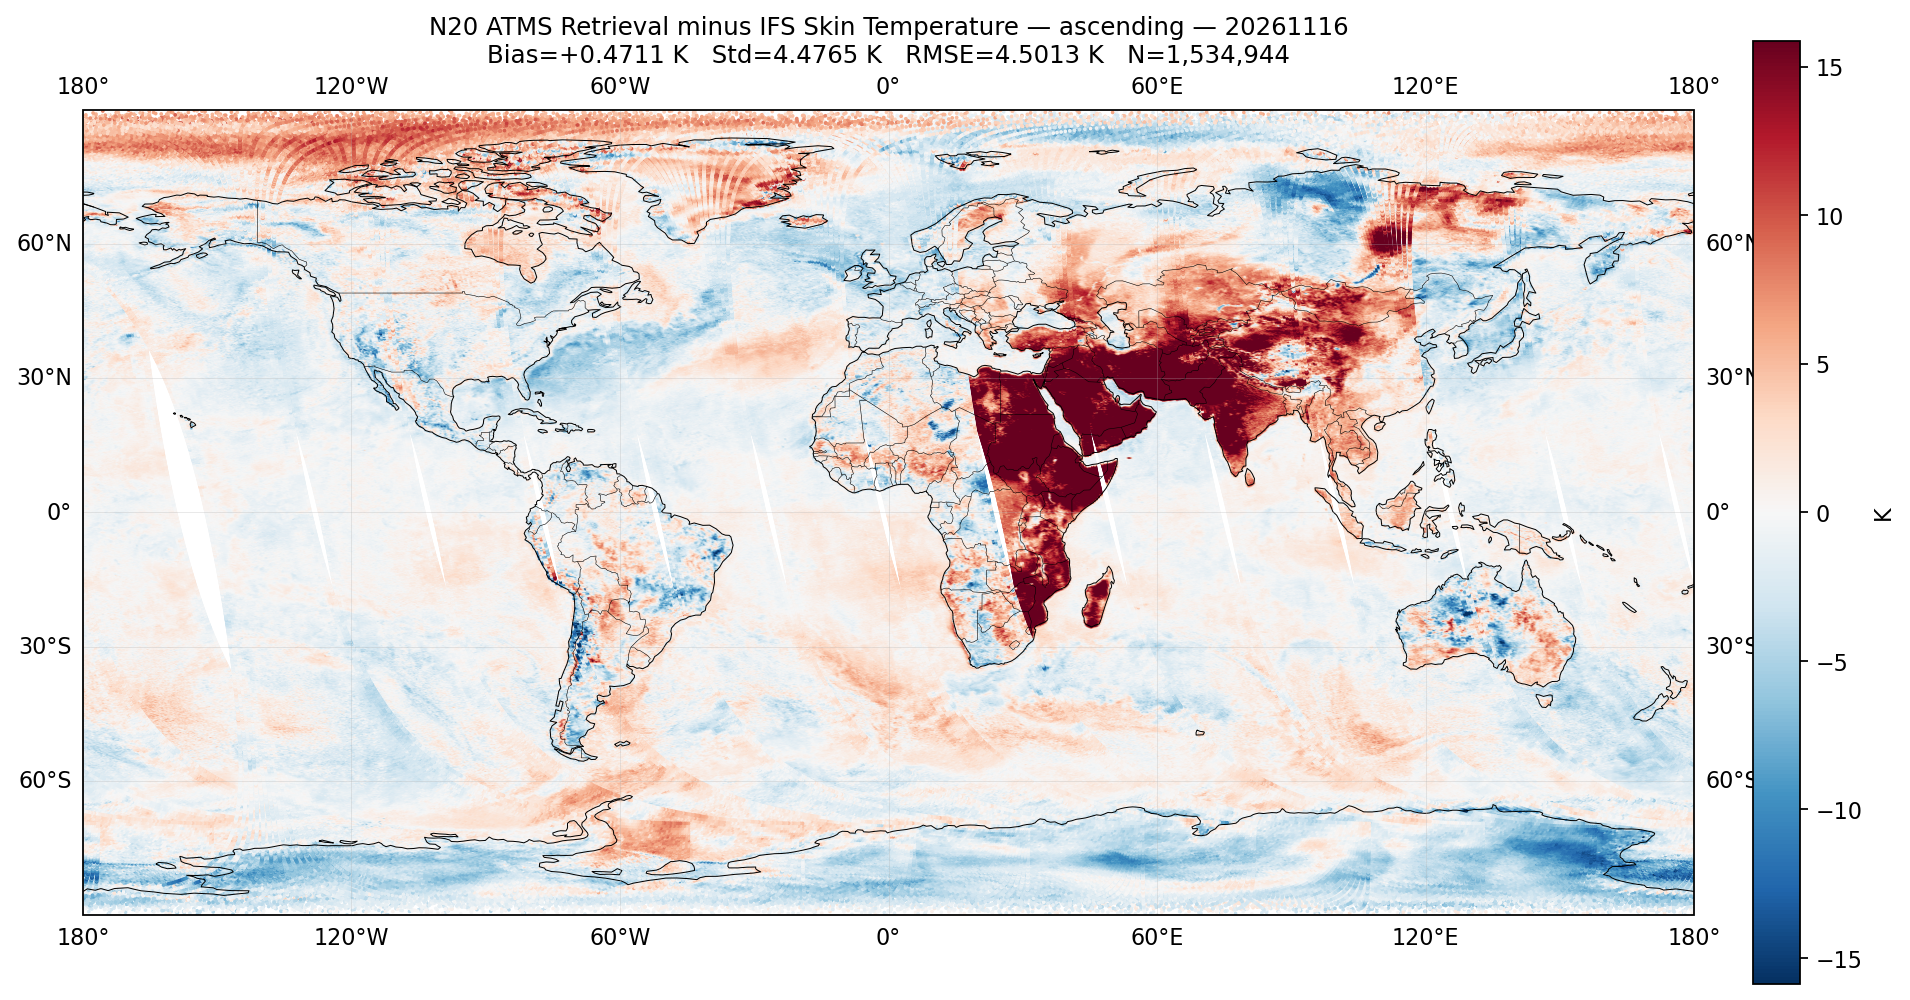 N20 ATMS Retrieval minus IFS Skin Temperature — ascending — 20261116
Bias=+0.4711 K   Std=4.4765 K   RMSE=4.5013 K   N=1,534,944
180° 120°W 60°W 0° 60°E 120°E 180°
60°N 60°N
30°N 30°N
0° 0°
30°S 30°S
60°S 60°S
180° 120°W 60°W 0° 60°E 120°E 180°
15
10
5
0
−5
−10
−15
K